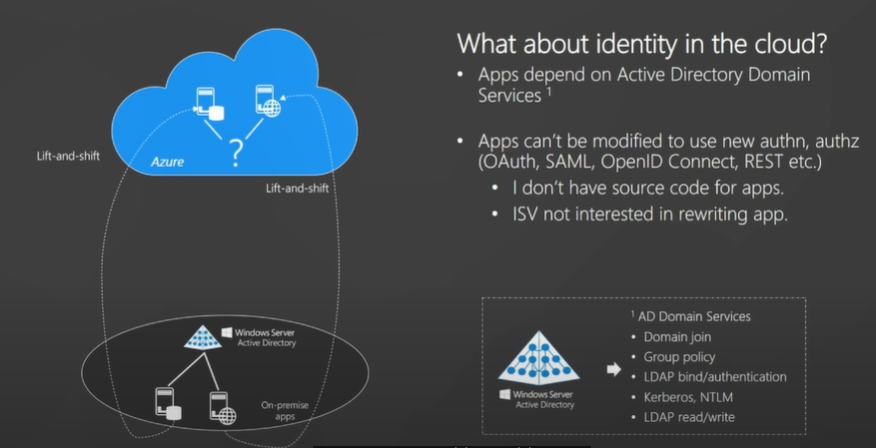 What about identity in the cloud?
• Apps depend on Active Directory Domain
Services ¹
• Apps can't be modified to use new authn, authz
(OAuth, SAML, OpenID Connect, REST etc.)
• I don't have source code for apps.
• ISV not interested in rewriting app.
Lift-and-shift
Azure
?
Lift-and-shift
Windows Server
Active Directory
On-premise
apps
Windows Server
Active Directory
¹ AD Domain Services
• Domain join
• Group policy
• LDAP bind/authentication
• Kerberos, NTLM
• LDAP read/write